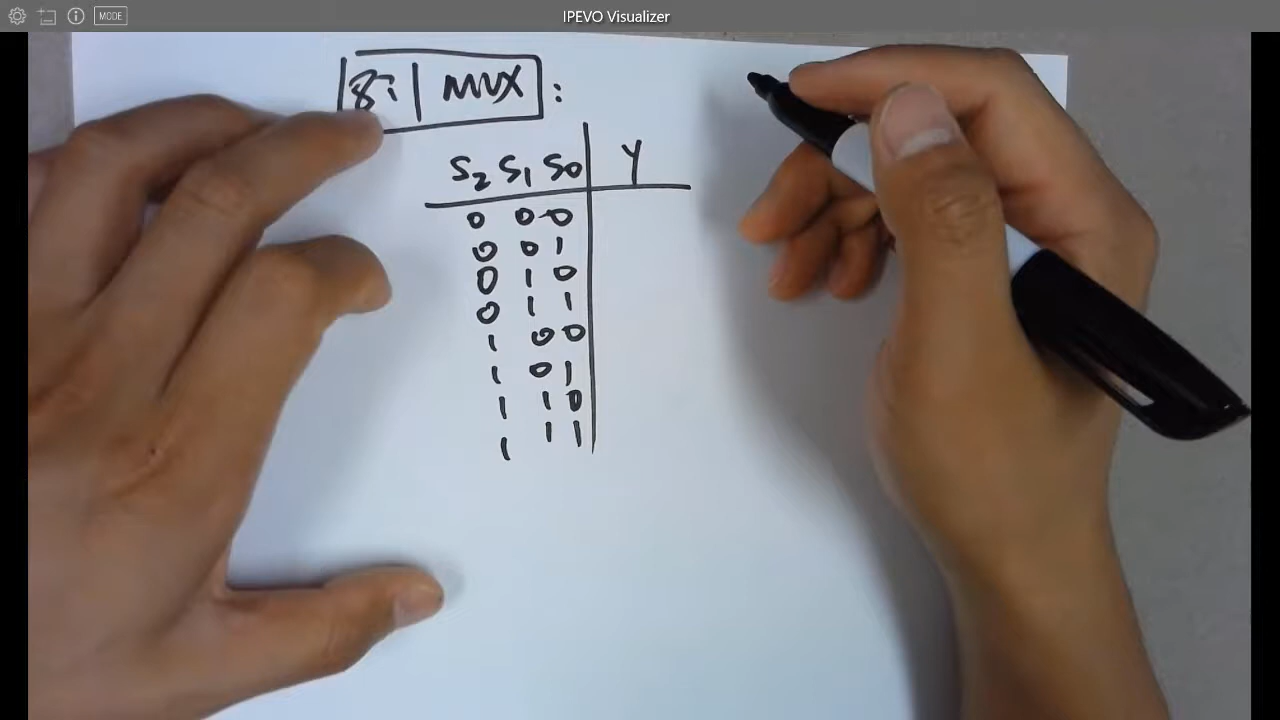 MODE
IPEVO Visualizer
8:1 MUX :
S2 S1 S0 Y
0 0 0
0 0 1
0 1 0
0 1 1
1 0 0
1 0 1
1 1 0
1 1 1